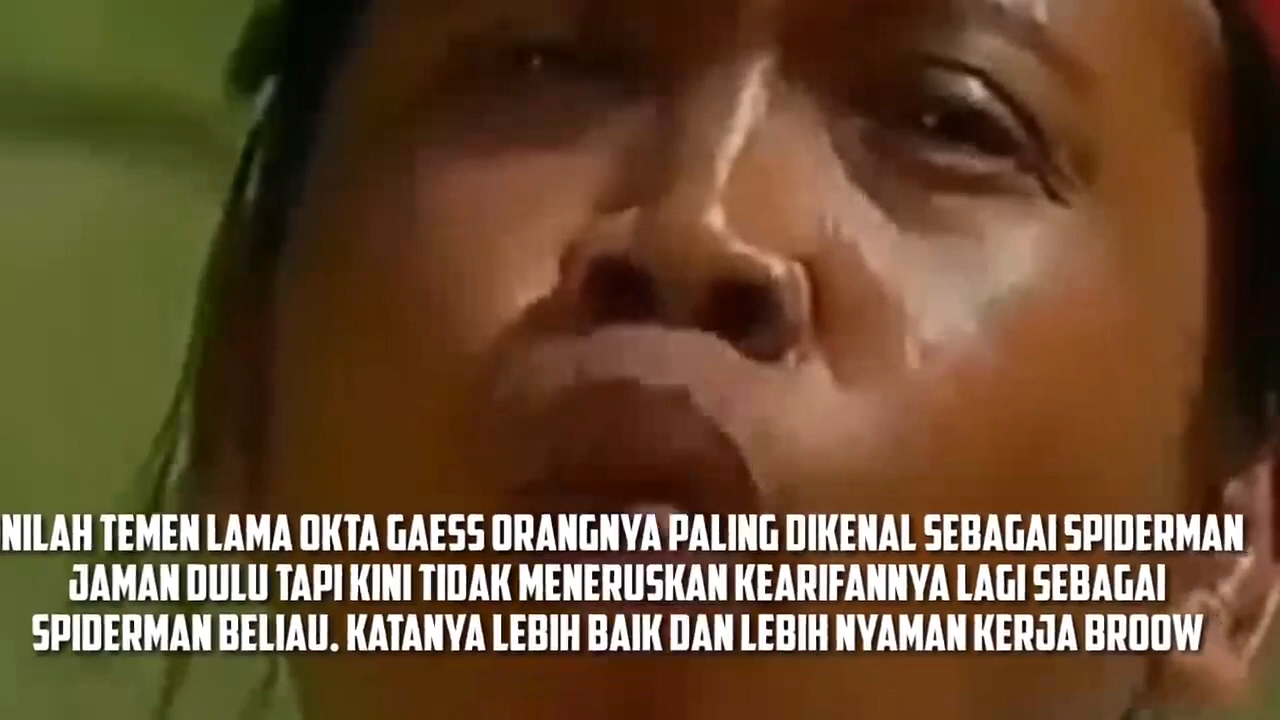 NILAH TEMEN LAMA OKTA GAESS ORANGNYA PALING DIKENAL SEBAGAI SPIDERMAN
JAMAN DULU TAPI KINI TIDAK MENERUSKAN KEARIFANNYA LAGI SEBAGAI
SPIDERMAN BELIAU. KATANYA LEBIH BAIK DAN LEBIH NYAMAN KERJA BROOW